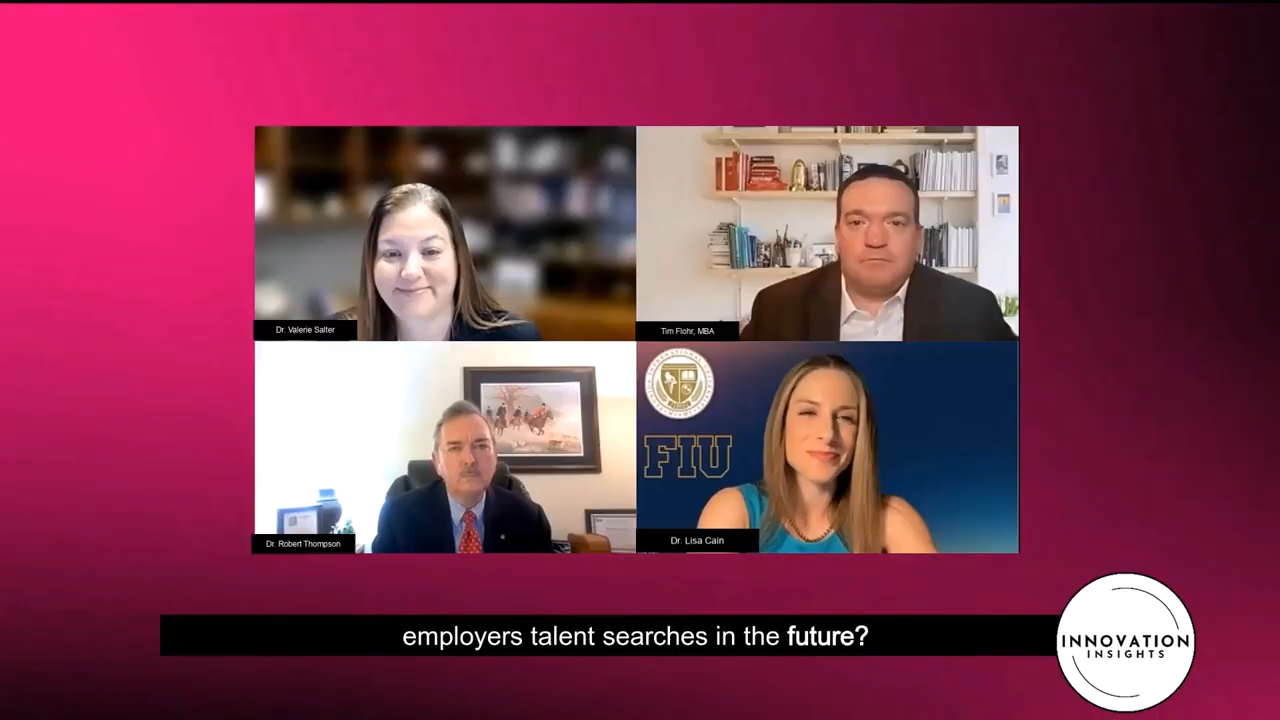 Dr. Valerie Salter
Tim Flohr, MBA
FIU
Dr. Robert Thompson
Dr. Lisa Cain
employers talent searches in the future?
INNOVATION
INSIGHTS